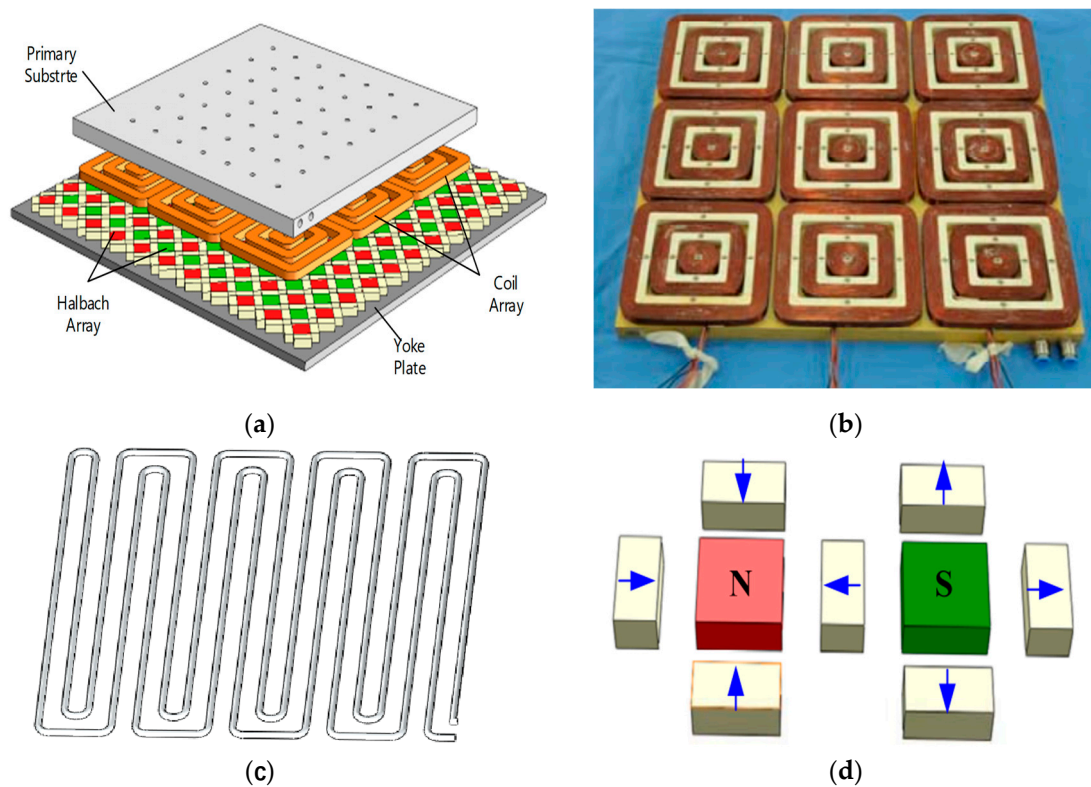 Primary
Substrte
Halbach
Array
Coil
Array
Yoke
Plate
(a)
(b)
(c)
N
S
(d)